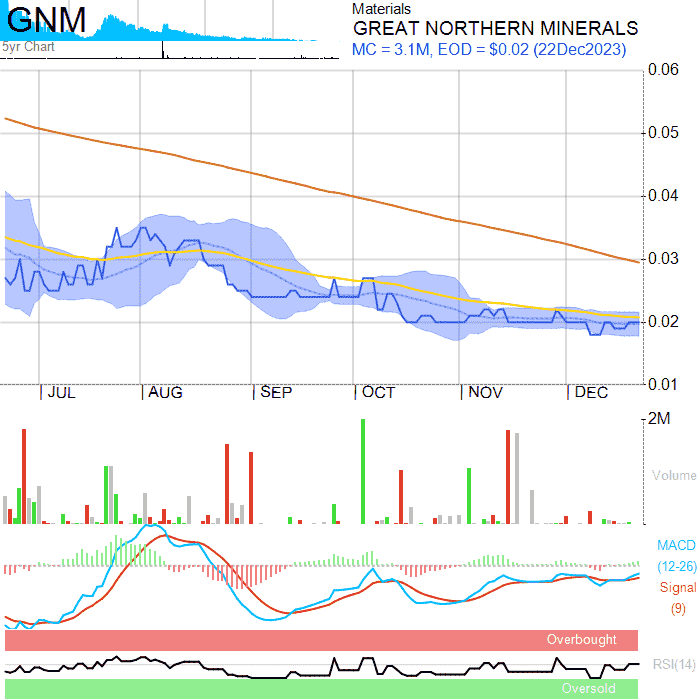 GNM
5yr Chart
Materials
GREAT NORTHERN MINERALS
MC = 3.1M, EOD = $0.02 (22Dec2023)
0.06
0.05
0.04
0.03
0.02
0.01
JUL AUG SEP OCT NOV DEC
2M
Volume
MACD
(12-26)
Signal
(9)
Overbought
RSI(14)
Oversold